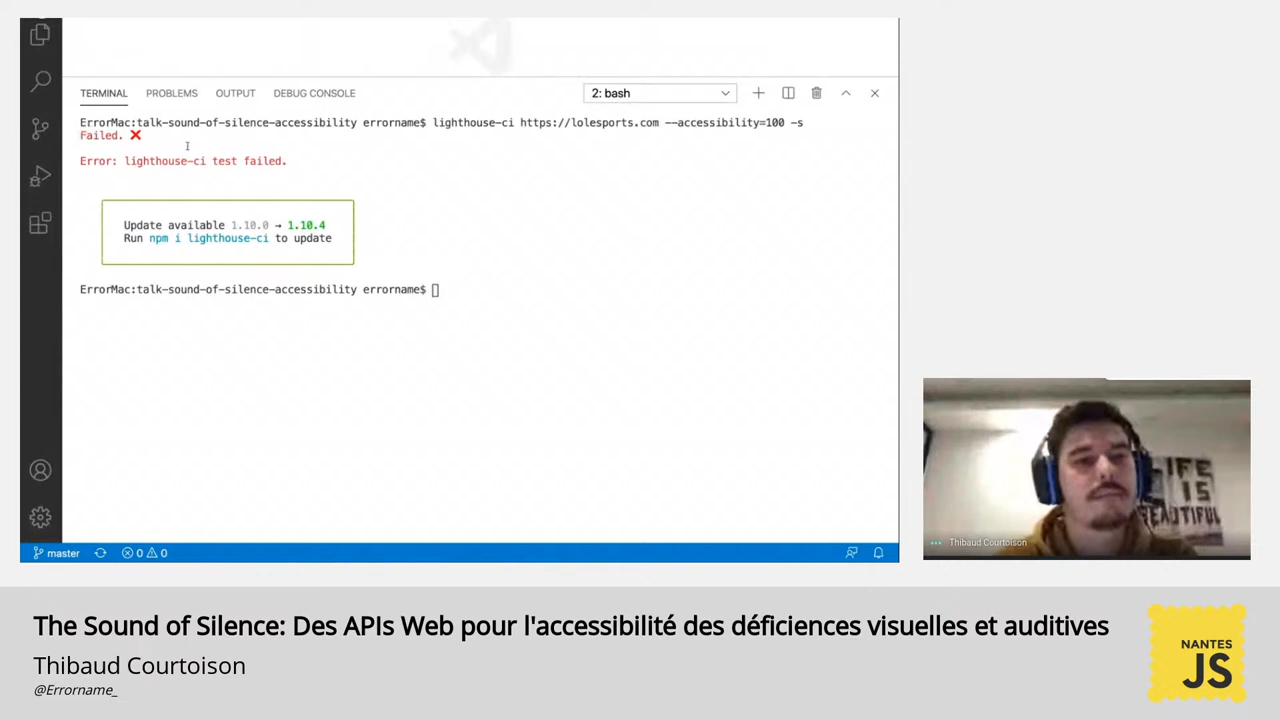 TERMINAL PROBLEMS OUTPUT DEBUG CONSOLE 2: bash
ErrorMac:talk-sound-of-silence-accessibility errorname$ lighthouse-ci https://lolesports.com --accessibility=100 -s
Failed. ❌
Error: lighthouse-ci test failed.
Update available 1.10.0 → 1.10.4
Run npm i lighthouse-ci to update
ErrorMac:talk-sound-of-silence-accessibility errorname$
master 0 0
LIFE
IS
BEAUTIFUL
Thibaud Courtoison
The Sound of Silence: Des APIs Web pour l'accessibilité des déficiences visuelles et auditives
Thibaud Courtoison
@Errorname_
NANTES
JS